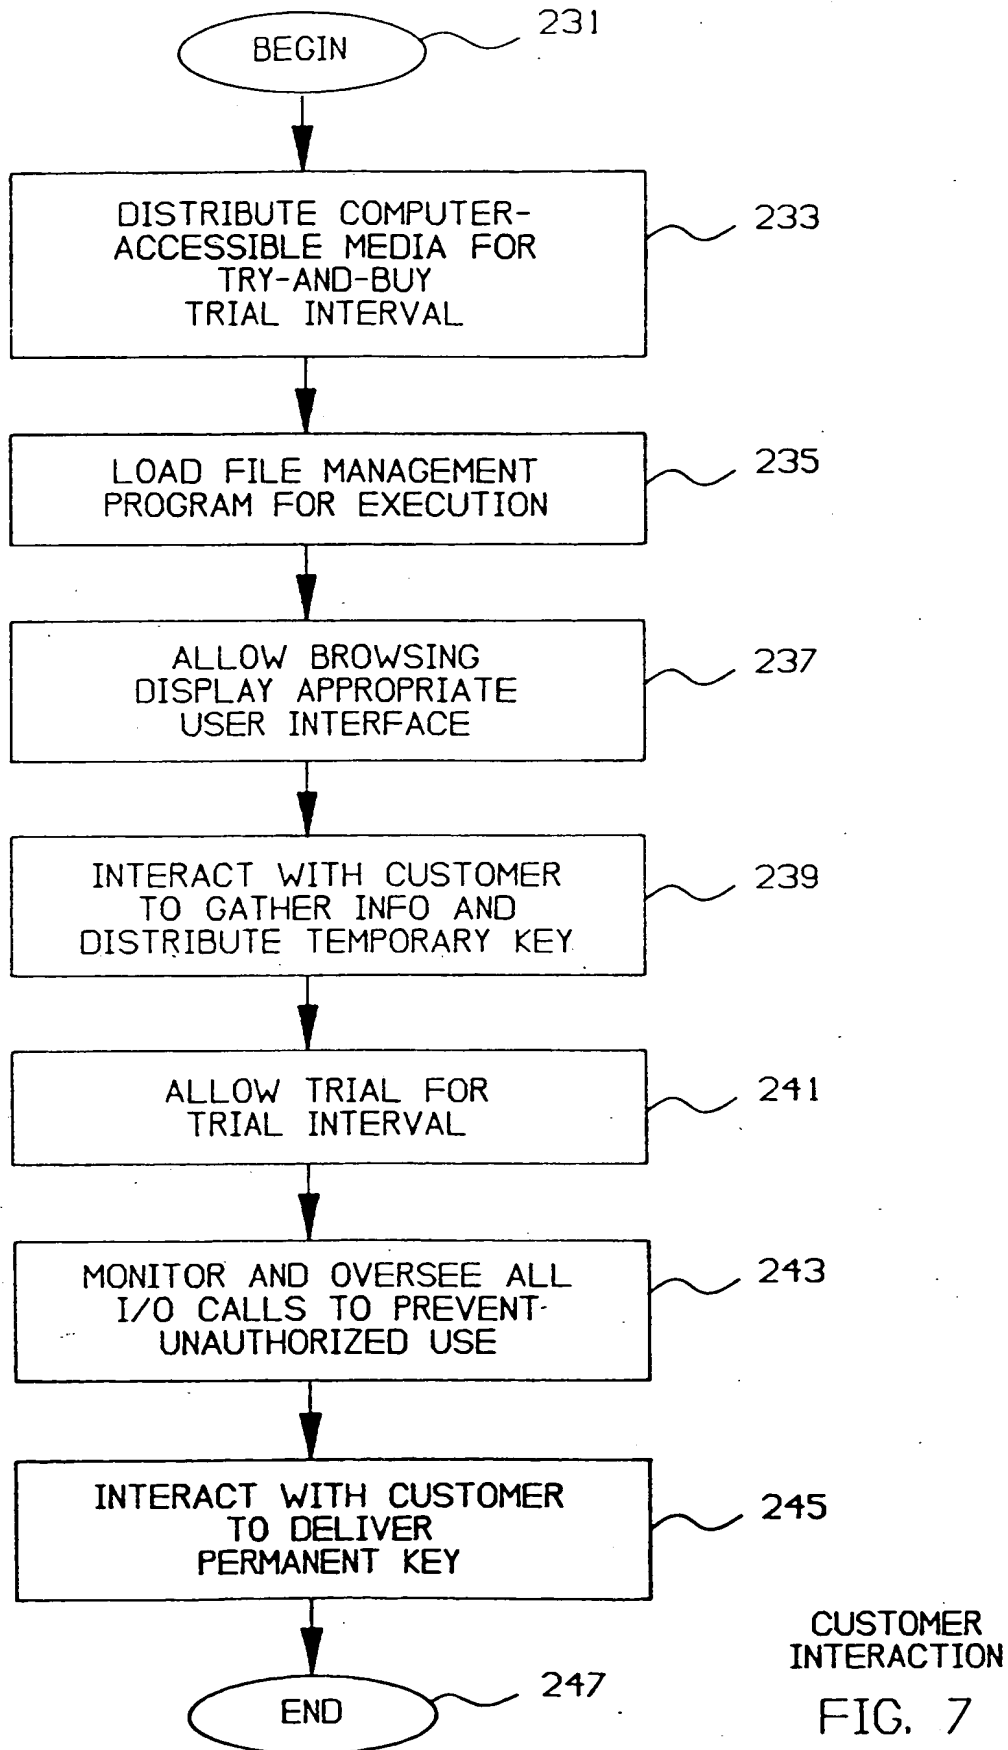 231
BEGIN
DISTRIBUTE COMPUTER-
ACCESSIBLE MEDIA FOR
TRY-AND-BUY
TRIAL INTERVAL
233
LOAD FILE MANAGEMENT
PROGRAM FOR EXECUTION
235
ALLOW BROWSING
DISPLAY APPROPRIATE
USER INTERFACE
237
INTERACT WITH CUSTOMER
TO GATHER INFO AND
DISTRIBUTE TEMPORARY KEY
239
ALLOW TRIAL FOR
TRIAL INTERVAL
241
MONITOR AND OVERSEE ALL
I/O CALLS TO PREVENT
UNAUTHORIZED USE
243
INTERACT WITH CUSTOMER
TO DELIVER
PERMANENT KEY
245
END
247
CUSTOMER
INTERACTION
FIG. 7